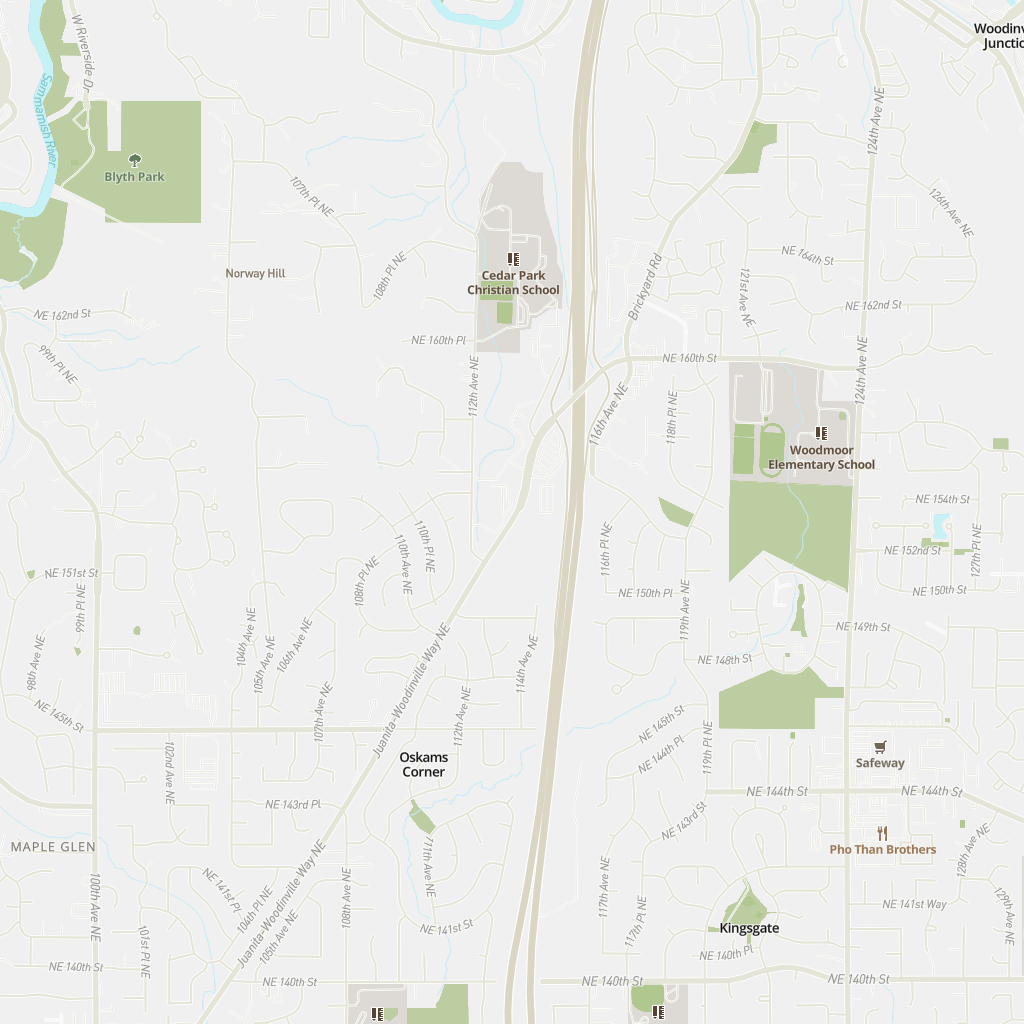 W Riverside Dr
Sammamish River
Blyth Park
Woodinv
Junctio
124th Ave NE
107th Pl NE
126th Ave NE
Norway Hill
108th Pl NE
Cedar Park
Christian School
Brickyard Rd
NE 164th St
121st Ave NE
NE 162nd St
NE 162nd St
99th Pl NE
NE 160th Pl
NE 160th St
124th Ave NE
112th Ave NE
116th Ave NE
118th Pl NE
Woodmoor
Elementary School
NE 154th St
110th Pl NE
110th Ave NE
116th Pl NE
127th Pl NE
NE 152nd St
NE 151st St
108th Pl NE
NE 150th Pl
NE 150th St
99th Pl NE
119th Ave NE
104th Ave NE
105th Ave NE
106th Ave NE
NE 149th St
98th Ave NE
114th Ave NE
NE 148th St
Juanita-Woodinville Way NE
NE 145th St
107th Ave NE
112th Ave NE
NE 145th St
NE 144th Pl
119th Pl NE
102nd Ave NE
Oskams
Corner
Safeway
NE 143rd Pl
NE 144th St
NE 144th St
NE 143rd St
MAPLE GLEN
Pho Than Brothers
111th Ave NE
128th Ave NE
100th Ave NE
NE 141st Pl
104th Pl NE
Juanita-Woodinville Way NE
105th Ave NE
108th Ave NE
117th Ave NE
117th Pl NE
NE 141st Way
129th Ave NE
NE 141st St
Kingsgate
101st Pl NE
NE 140th Pl
NE 140th St
NE 140th St
NE 140th St
NE 140th St